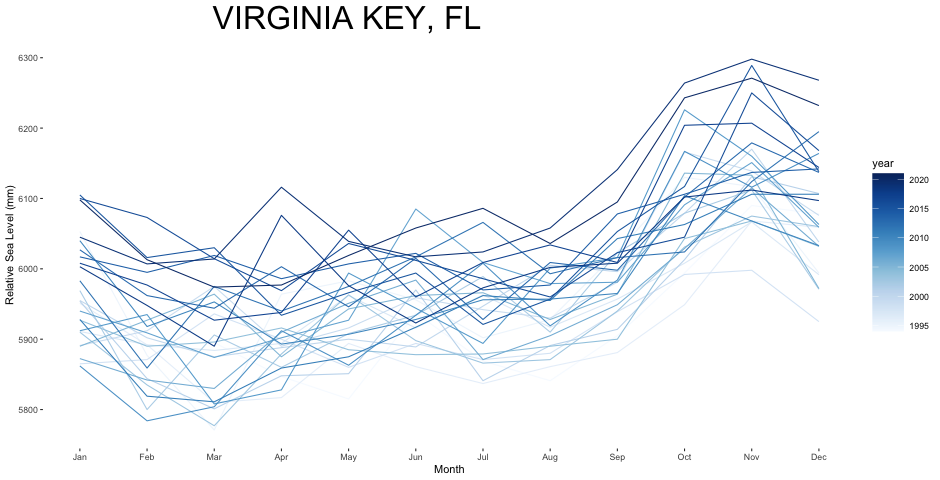 VIRGINIA KEY, FL
6300
6200
6100
6000
5900
5800
Relative Sea Level (mm)
Jan Feb Mar Apr May Jun Jul Aug Sep Oct Nov Dec
Month
year
2020
2015
2010
2005
2000
1995